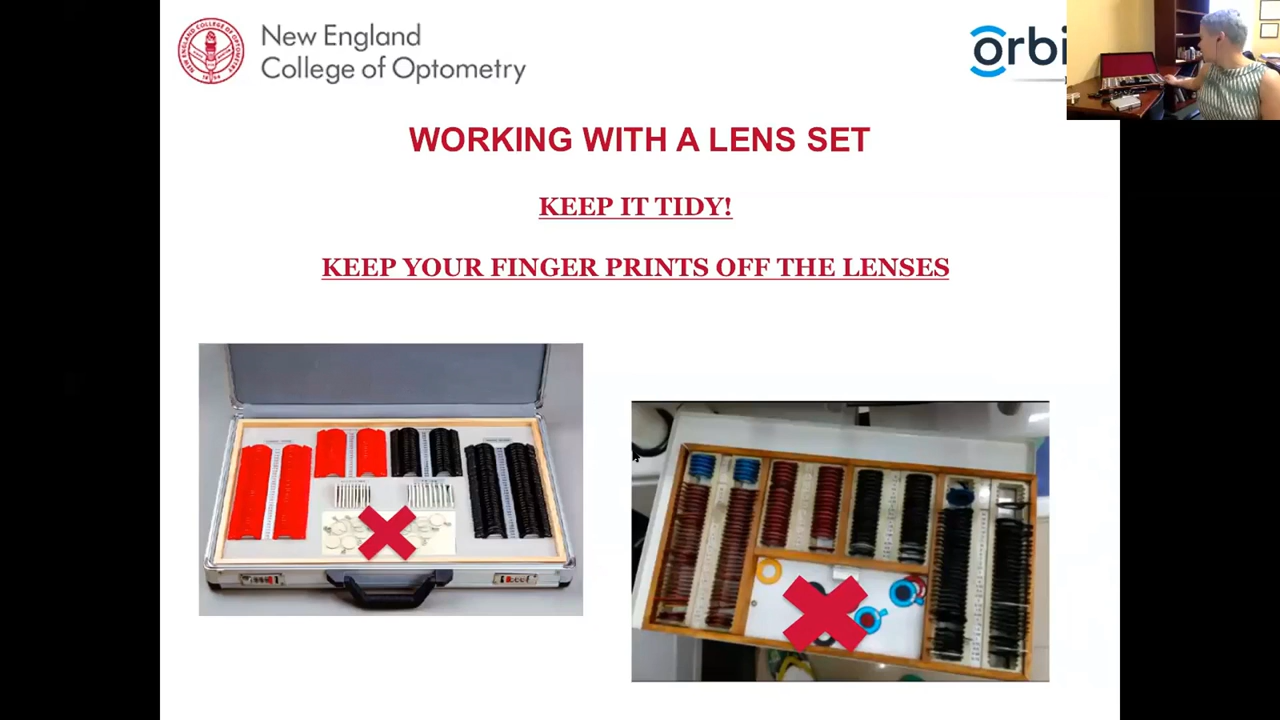 New England
College of Optometry
orbi
WORKING WITH A LENS SET
KEEP IT TIDY!
KEEP YOUR FINGER PRINTS OFF THE LENSES